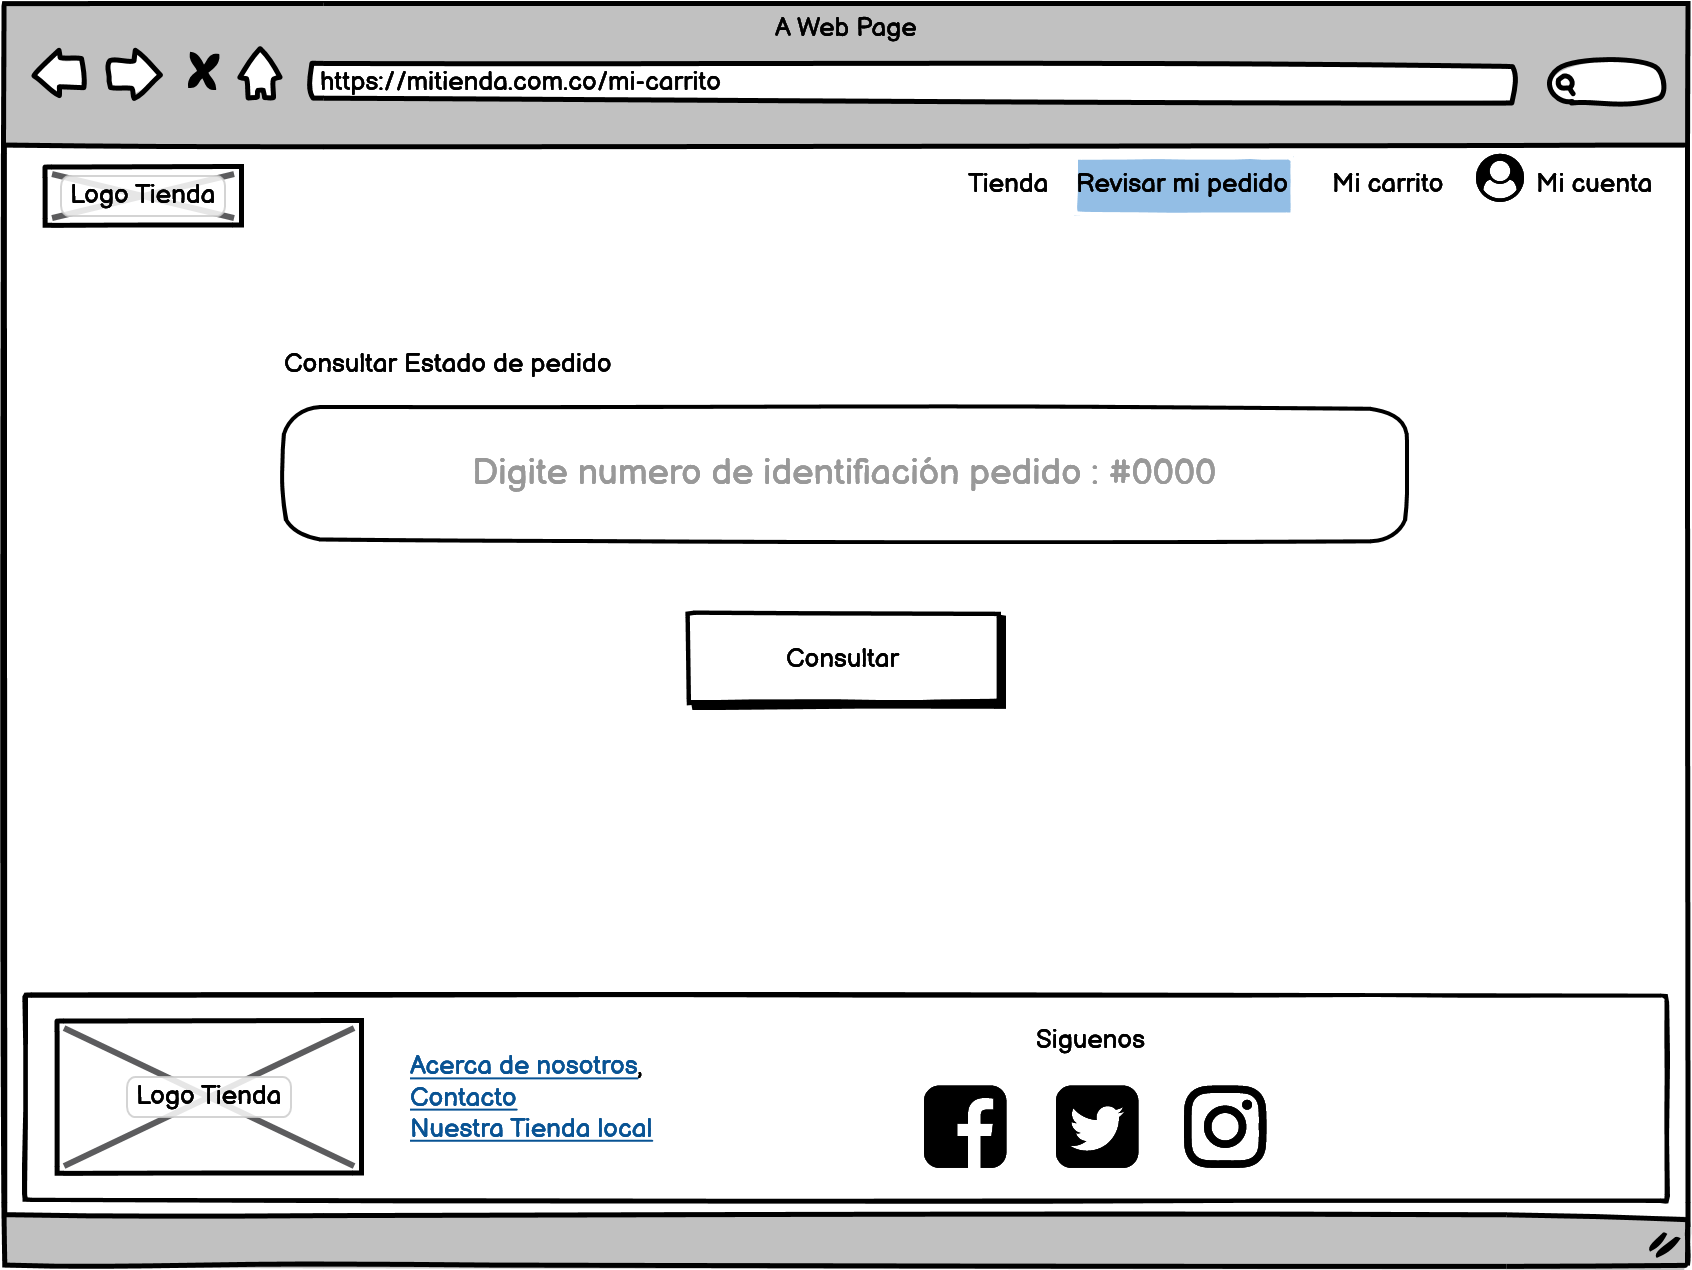 A Web Page
https://mitienda.com.co/mi-carrito
Logo Tienda
Tienda
Revisar mi pedido
Mi carrito
Mi cuenta
Consultar Estado de pedido
Digite numero de identifiación pedido : #0000
Consultar
Logo Tienda
Acerca de nosotros,
Contacto
Nuestra Tienda local
Siguenos